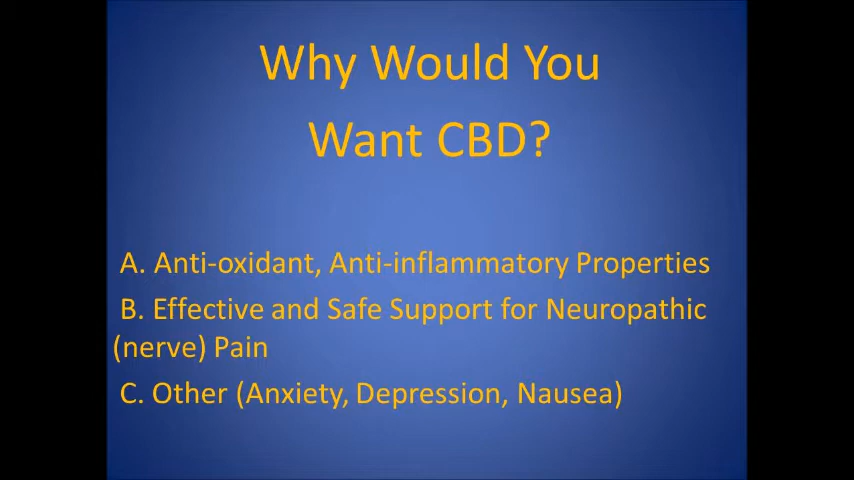 Why Would You
Want CBD?
A. Anti-oxidant, Anti-inflammatory Properties
B. Effective and Safe Support for Neuropathic
(nerve) Pain
C. Other (Anxiety, Depression, Nausea)